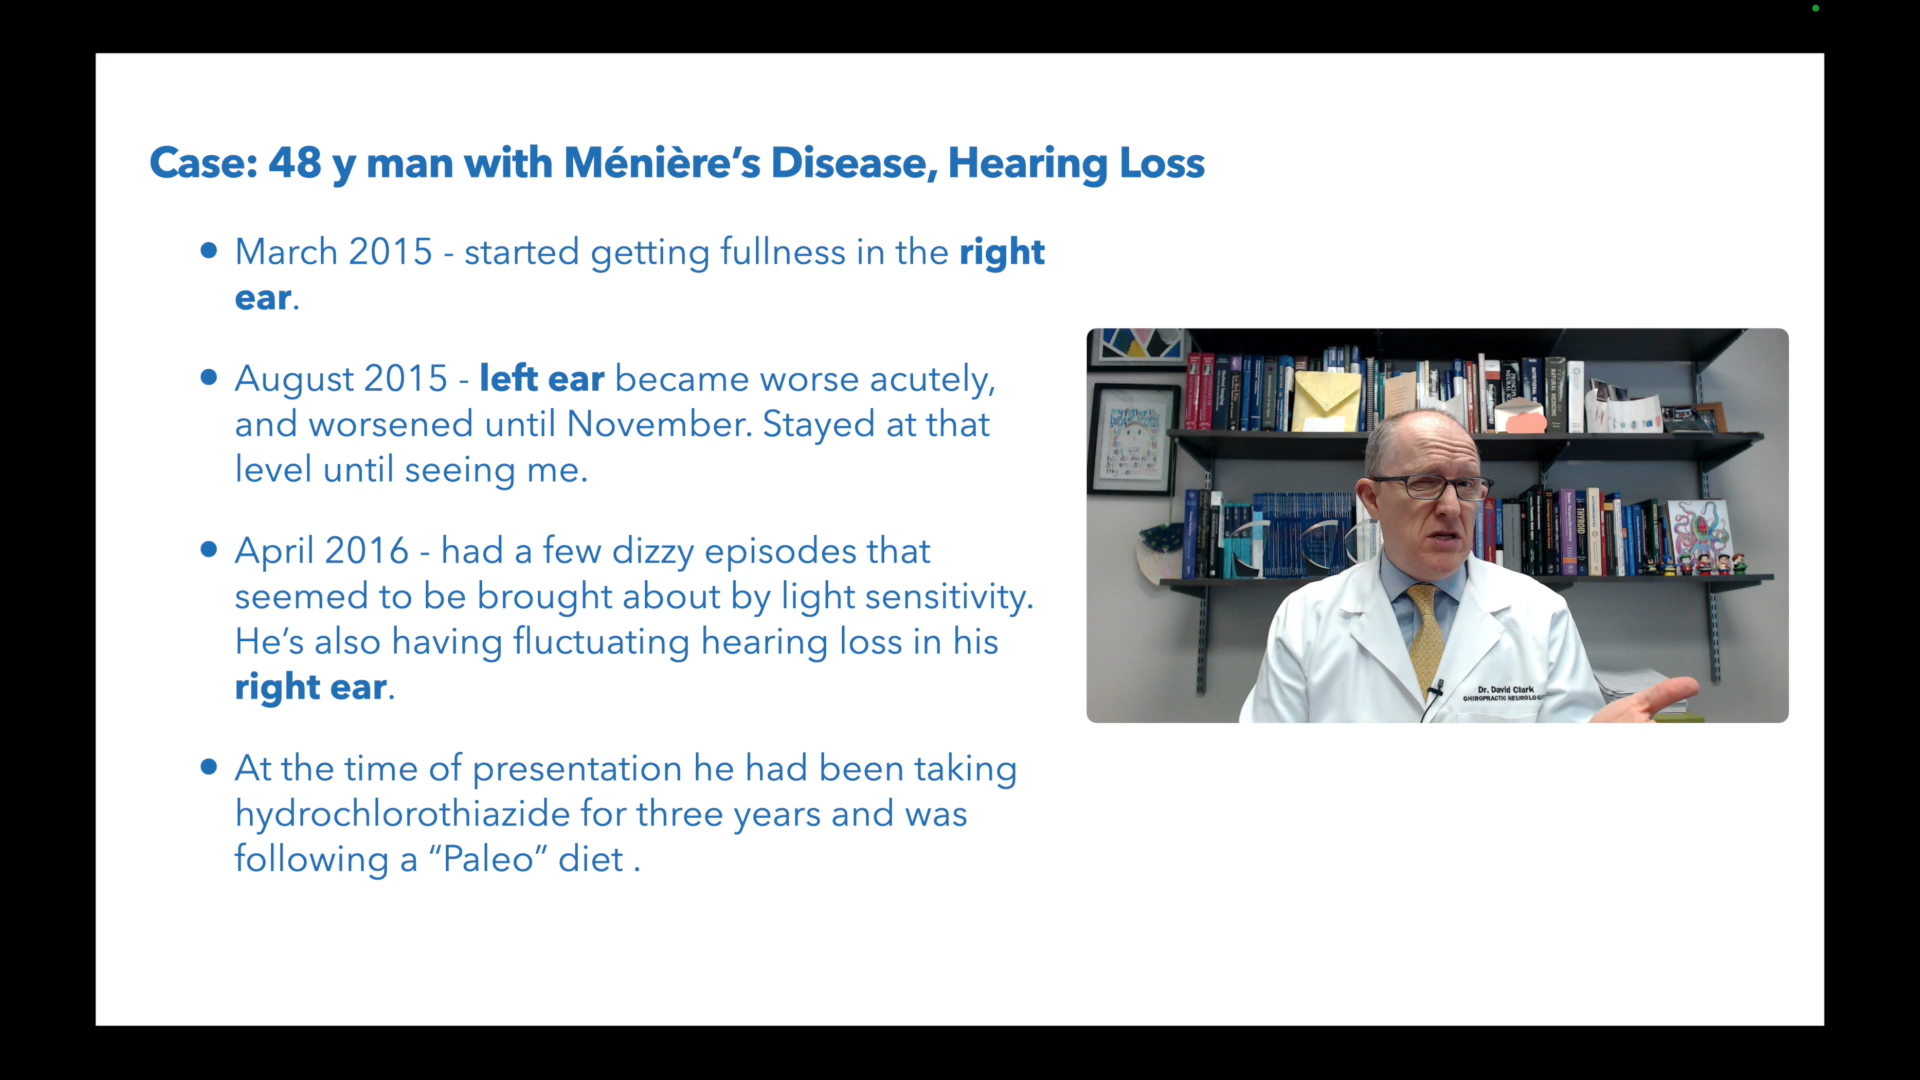 Case: 48 y man with Ménière’s Disease, Hearing Loss
• March 2015 - started getting fullness in the right
ear.
• August 2015 - left ear became worse acutely,
and worsened until November. Stayed at that
level until seeing me.
• April 2016 - had a few dizzy episodes that
seemed to be brought about by light sensitivity.
He’s also having fluctuating hearing loss in his
right ear.
• At the time of presentation he had been taking
hydrochlorothiazide for three years and was
following a “Paleo” diet .
THYROID
Dr. David Clark